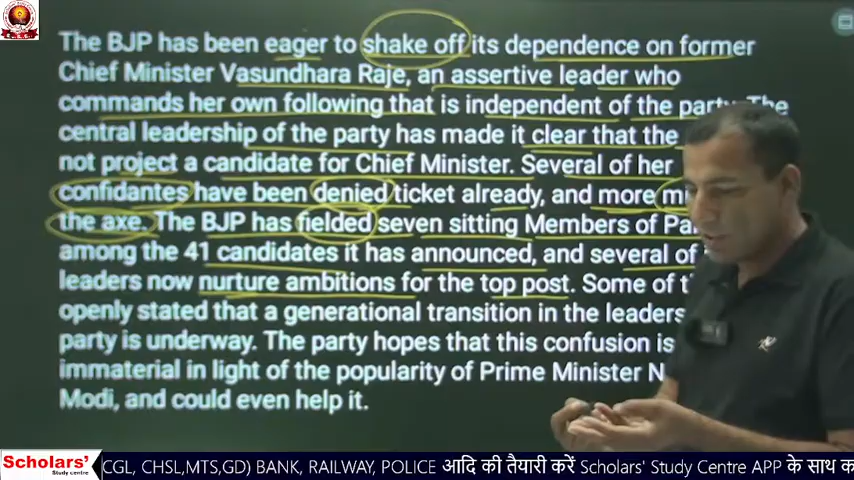 The BJP has been eager to shake off its dependence on former
Chief Minister Vasundhara Raje, an assertive leader who
commands her own following that is independent of the party. The
central leadership of the party has made it clear that the
not project a candidate for Chief Minister. Several of her
confidantes have been denied ticket already, and more
the axe. The BJP has fielded seven sitting Members of
among the 41 candidates it has announced, and several of
leaders now nurture ambitions for the top post. Some of
openly stated that a generational transition in the
party is underway. The party hopes that this confusion is
immaterial in light of the popularity of Prime Minister
Modi, and could even help it.
Scholars'
Study centre
CGL, CHSL,MTS,GD) BANK, RAILWAY, POLICE आदि की तैयारी करें Scholars' Study Centre APP के साथ